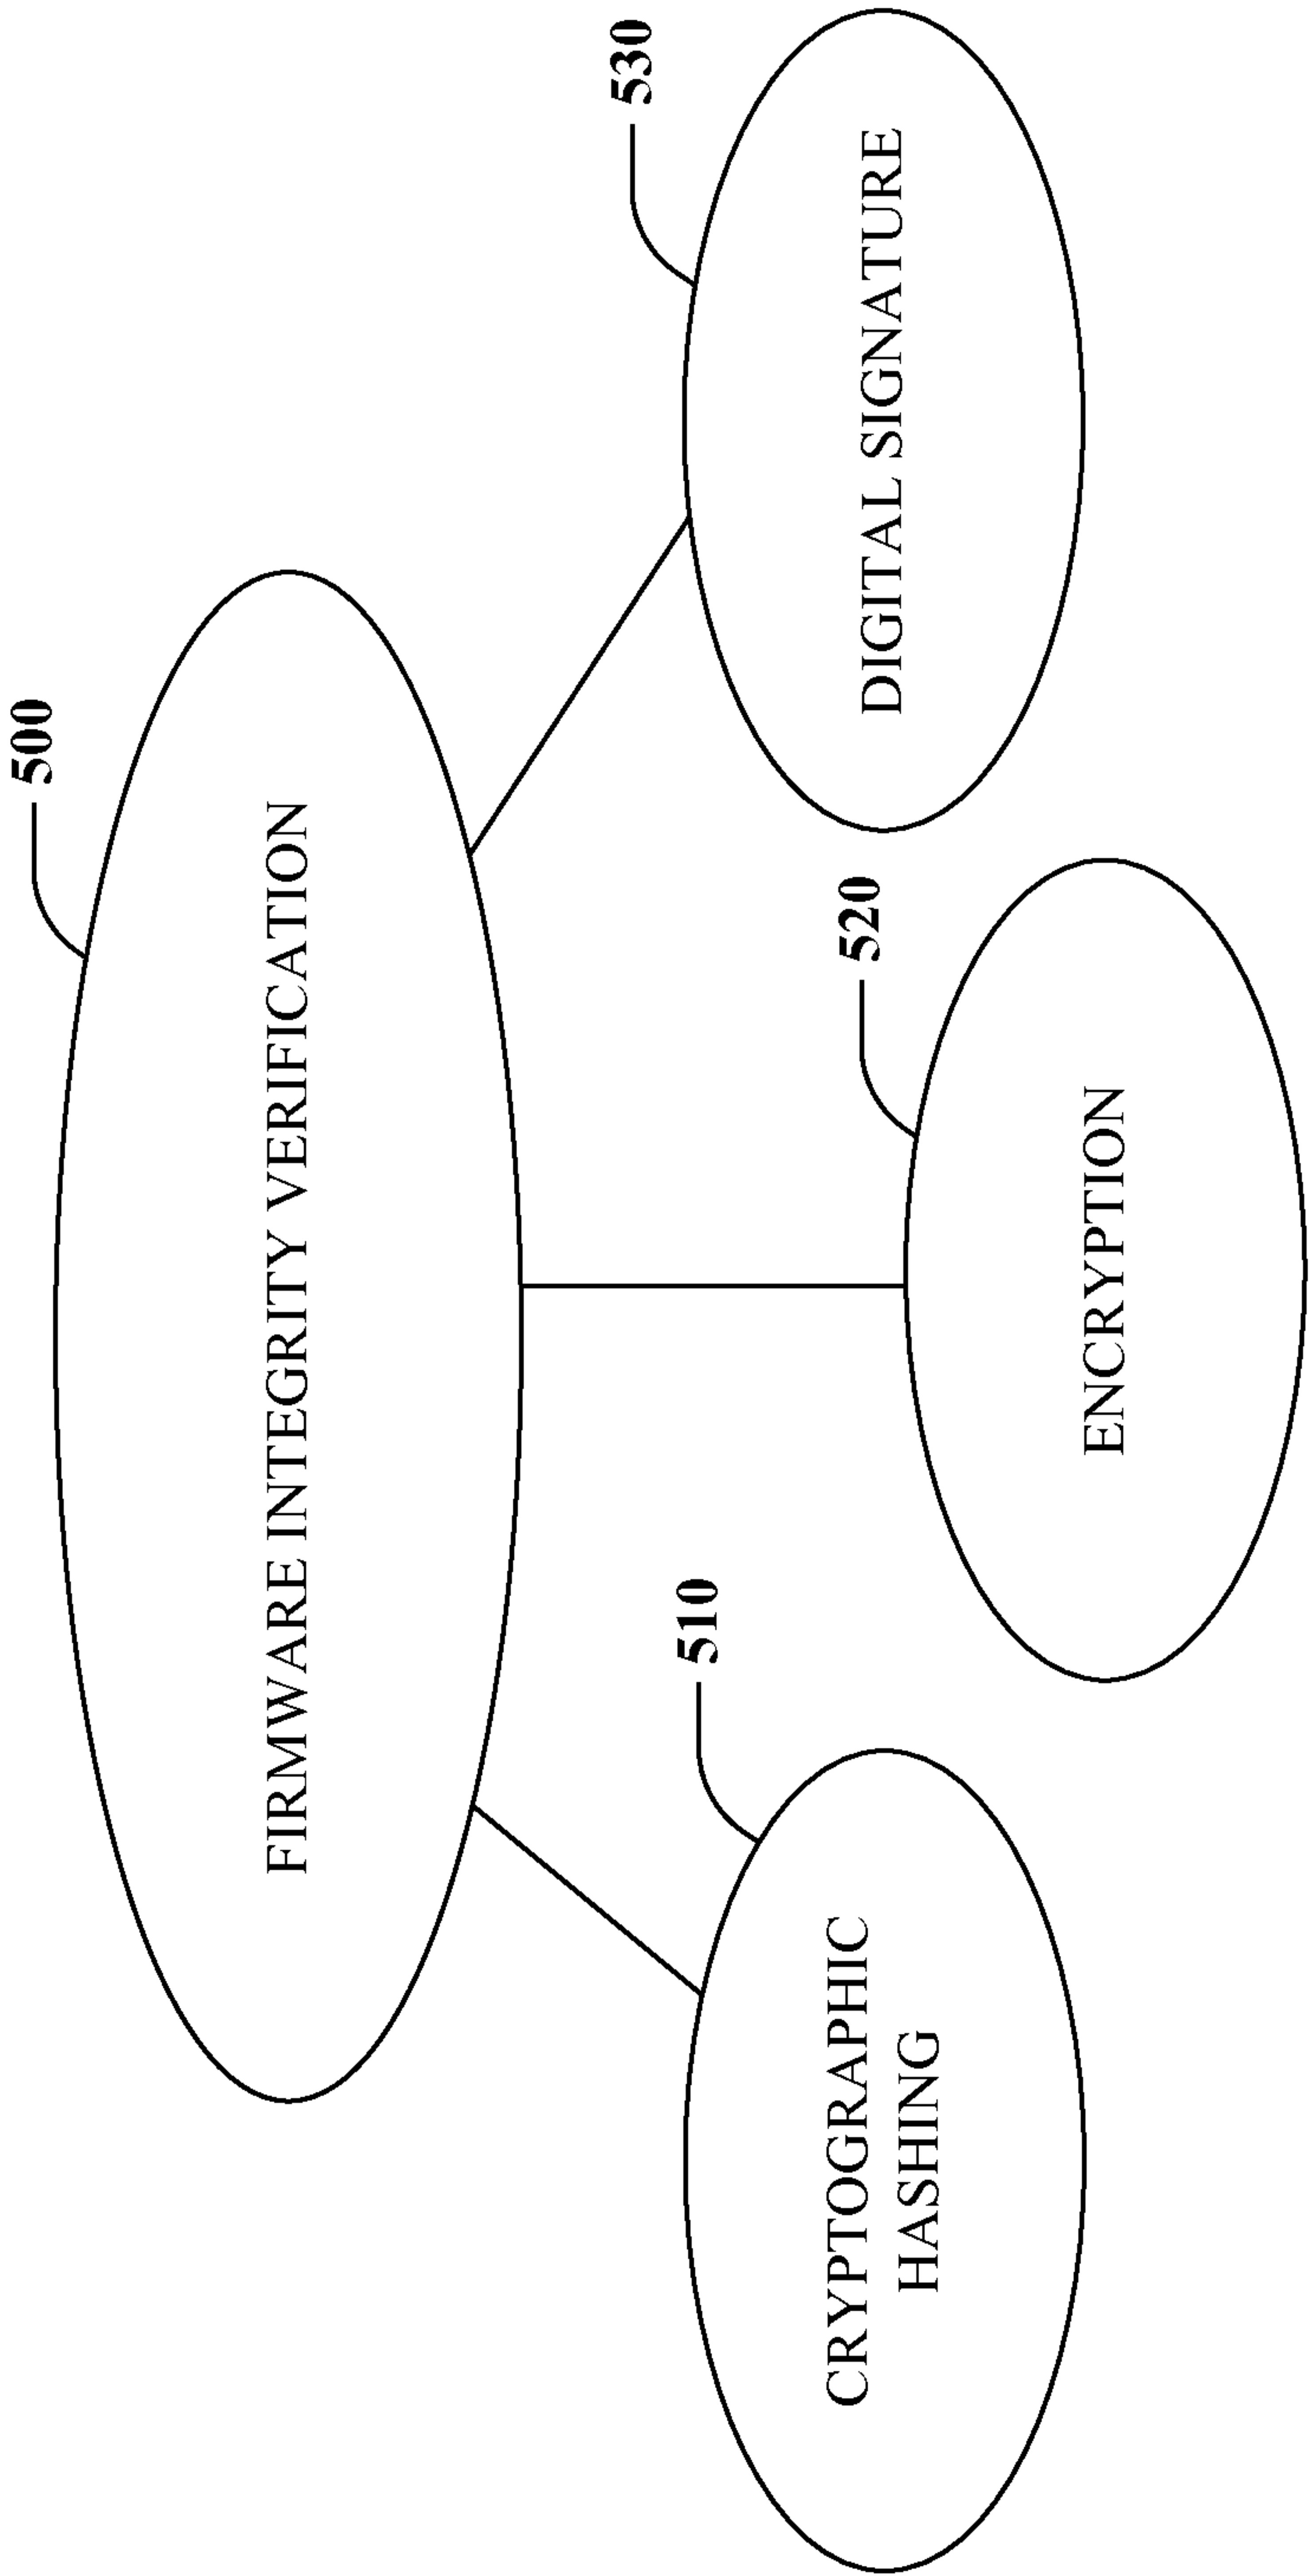 500
FIRMWARE INTEGRITY VERIFICATION
510
CRYPTOGRAPHIC
HASHING
520
ENCRYPTION
530
DIGITAL SIGNATURE